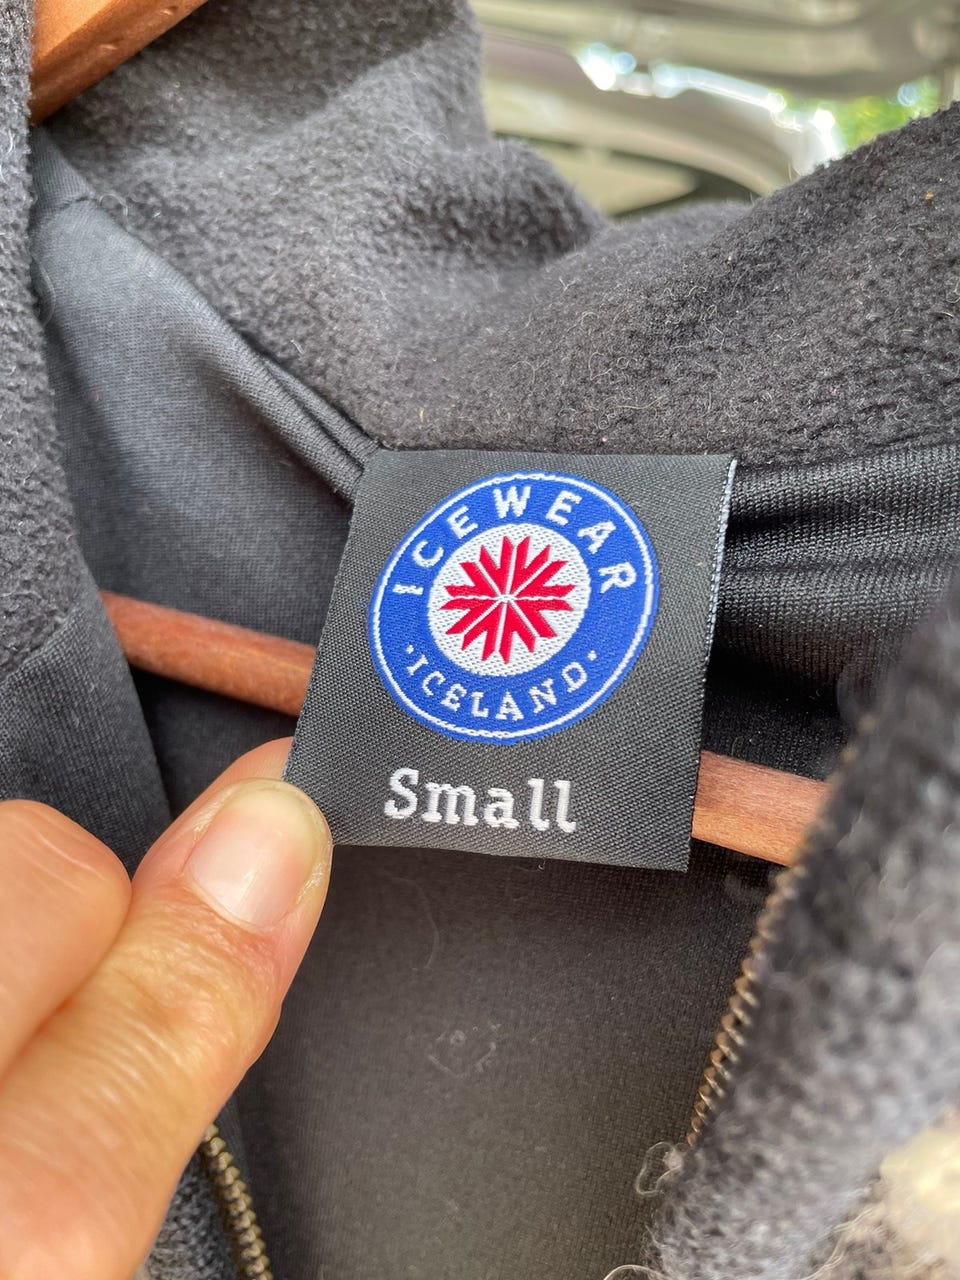 ICEWEAR
· ICELAND ·
Small